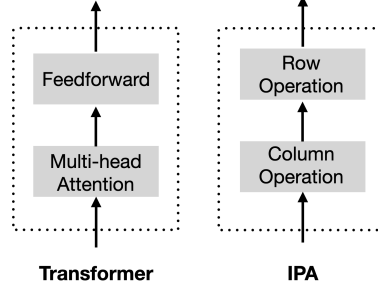 Feedforward
Multi-head
Attention
Transformer
Row
Operation
Column
Operation
IPA